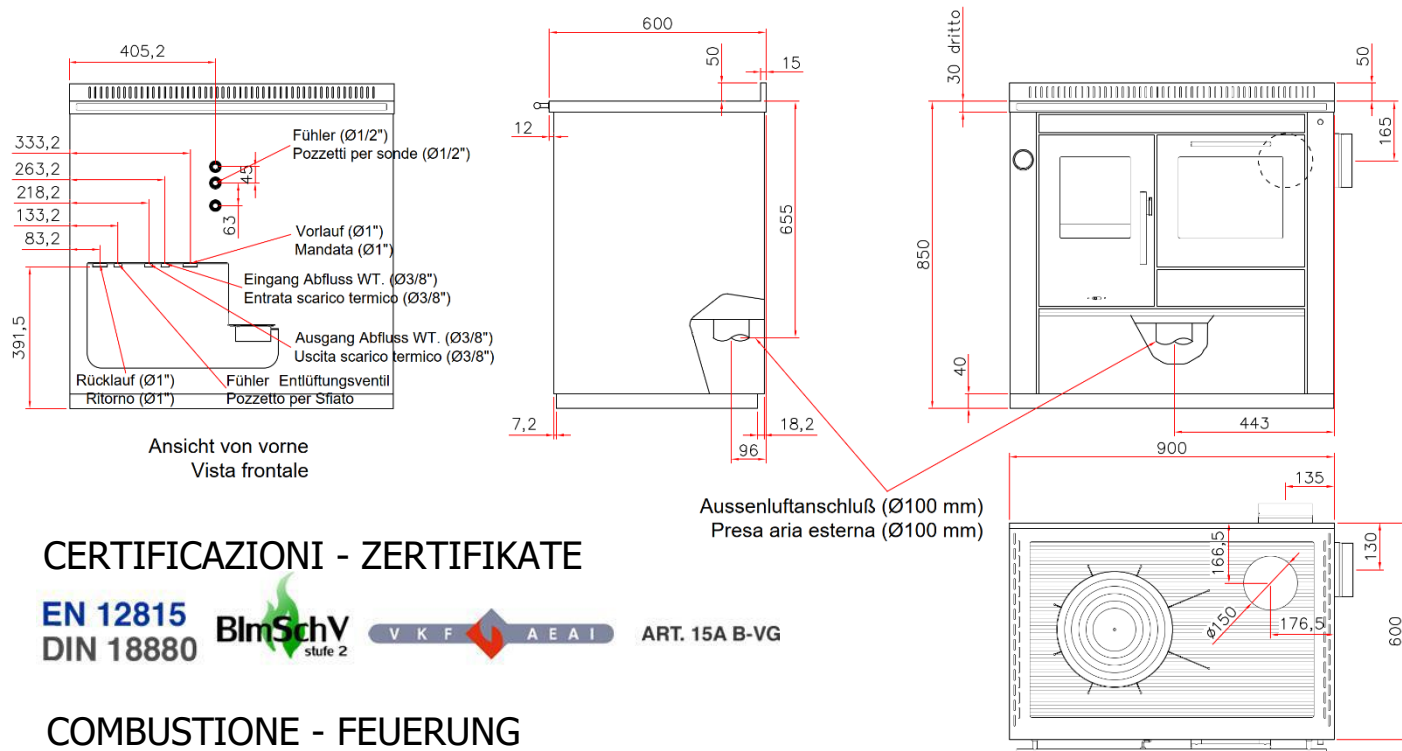 405,2
333,2
263,2
218,2
133,2
83,2
391,5
Fühler (Ø1/2")
Pozzetti per sonde (Ø1/2")
45
63
Vorlauf (Ø1")
Mandata (Ø1")
Eingang Abfluss WT. (Ø3/8")
Entrata scarico termico (Ø3/8")
Ausgang Abfluss WT. (Ø3/8")
Uscita scarico termico (Ø3/8")
Rücklauf (Ø1")
Ritorno (Ø1")
Fühler Entlüftungsventil
Pozzetto per Sfiato
Ansicht von vorne
Vista frontale
600
50
15
12
655
7,2
18,2
96
Aussenluftanschluß (Ø100 mm)
Presa aria esterna (Ø100 mm)
30 dritto
50
165
850
40
443
900
135
166,5
130
Ø150
176,5
600
CERTIFICAZIONI - ZERTIFIKATE
EN 12815
DIN 18880
BImSchV
stufe 2
VKF AEAI
ART. 15A B-VG
COMBUSTIONE - FEUERUNG